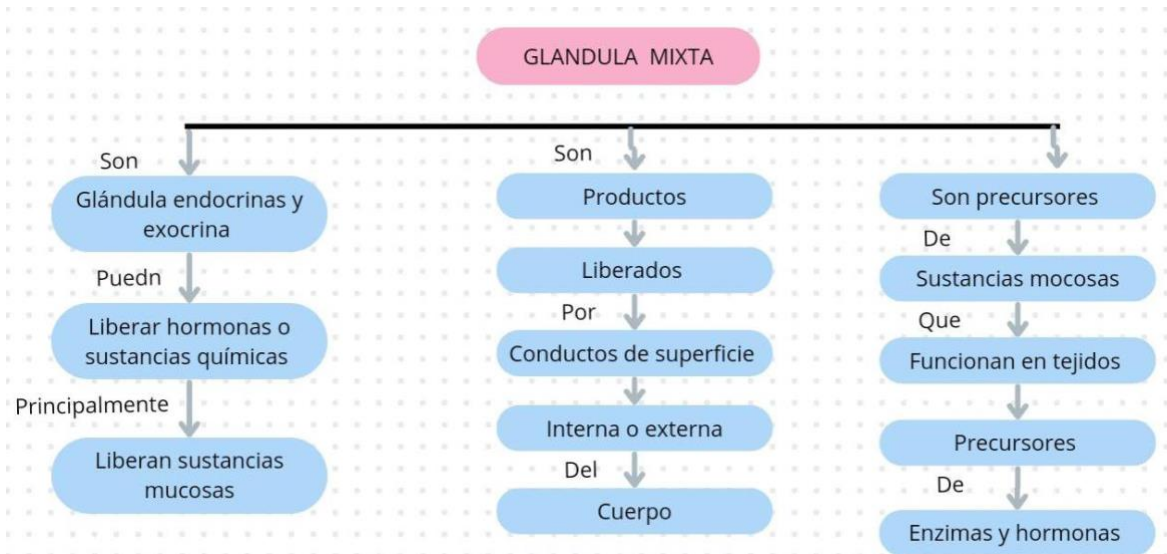 GLANDULA MIXTA
Son
Glándula endocrinas y
exocrina
Puedn
Liberar hormonas o
sustancias químicas
Principalmente
Liberan sustancias
mucosas
Son
Productos
Liberados
Por
Conductos de superficie
Interna o externa
Del
Cuerpo
Son precursores
De
Sustancias mocosas
Que
Funcionan en tejidos
Precursores
De
Enzimas y hormonas